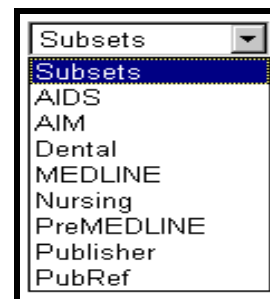 Subsets
Subsets
AIDS
AIM
Dental
MEDLINE
Nursing
PreMEDLINE
Publisher
PubRef